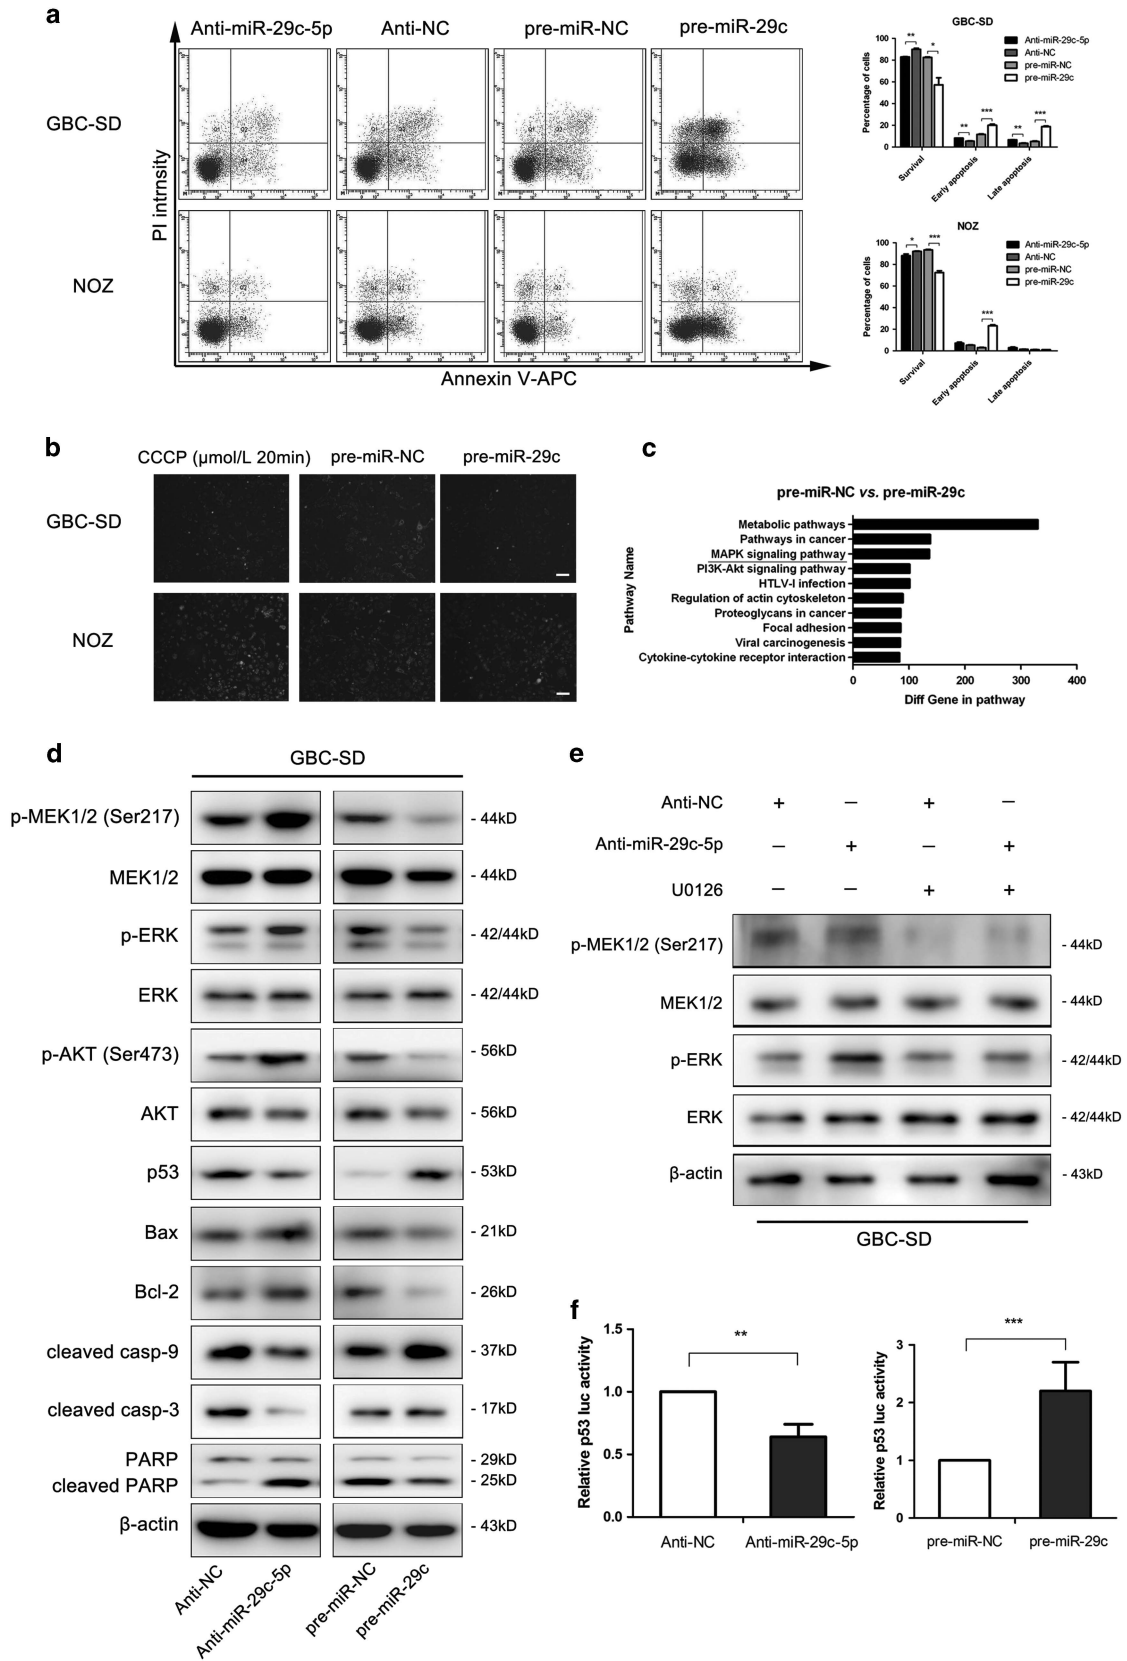 a
Anti-miR-29c-5p Anti-NC pre-miR-NC pre-miR-29c
GBC-SD
NOZ
PI intrnsity
Annexin V-APC
GBC-SD
Percentage of cells
100
80
60
40
20
0
** *
** ***
** ***
Survival
Early apoptosis
Late apoptosis
Anti-miR-29c-5p
Anti-NC
pre-miR-NC
pre-miR-29c
NOZ
Percentage of cells
100
80
60
40
20
0
* ***
***
Survival
Early apoptosis
Late apoptosis
Anti-miR-29c-5p
Anti-NC
pre-miR-NC
pre-miR-29c
b
CCCP (μmol/L 20min) pre-miR-NC pre-miR-29c
GBC-SD
NOZ
c
pre-miR-NC vs. pre-miR-29c
Pathway Name
Metabolic pathways
Pathways in cancer
MAPK signaling pathway
PI3K-Akt signaling pathway
HTLV-I infection
Regulation of actin cytoskeleton
Proteoglycans in cancer
Focal adhesion
Viral carcinogenesis
Cytokine-cytokine receptor interaction
0 100 200 300 400
Diff Gene in pathway
d
GBC-SD
p-MEK1/2 (Ser217) - 44kD
MEK1/2 - 44kD
p-ERK - 42/44kD
ERK - 42/44kD
p-AKT (Ser473) - 56kD
AKT - 56kD
p53 - 53kD
Bax - 21kD
Bcl-2 - 26kD
cleaved casp-9 - 37kD
cleaved casp-3 - 17kD
PARP - 29kD
cleaved PARP - 25kD
β-actin - 43kD
Anti-NC
Anti-miR-29c-5p
pre-miR-NC
pre-miR-29c
e
Anti-NC + – + –
Anti-miR-29c-5p – + – +
U0126 – – + +
p-MEK1/2 (Ser217) - 44kD
MEK1/2 - 44kD
p-ERK - 42/44kD
ERK - 42/44kD
β-actin - 43kD
GBC-SD
f
Relative p53 luc activity
1.5
1.0
0.5
0.0
**
Anti-NC Anti-miR-29c-5p
Relative p53 luc activity
3
2
1
0
***
pre-miR-NC pre-miR-29c